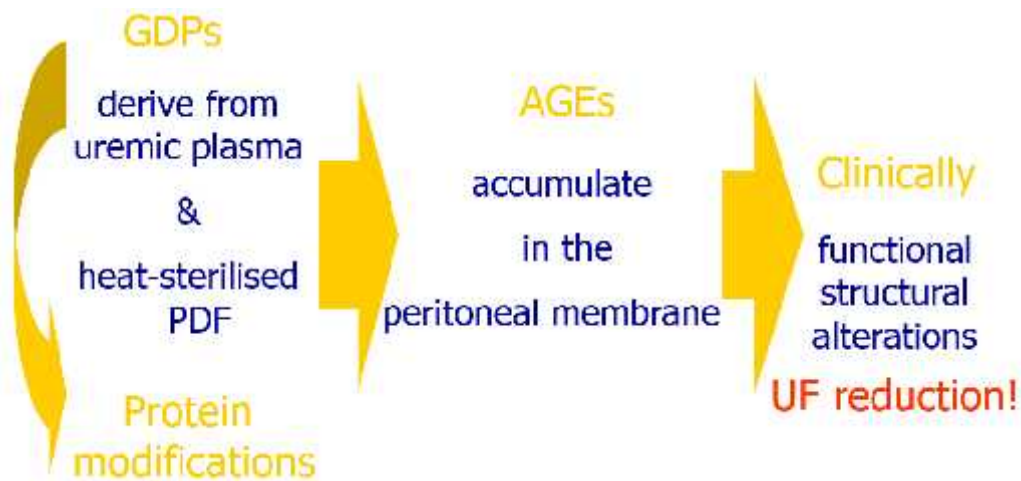 GDPs
derive from
uremic plasma
&
heat-sterilised
PDF
Protein
modifications
AGEs
accumulate
in the
peritoneal membrane
Clinically
functional
structural
alterations
UF reduction!